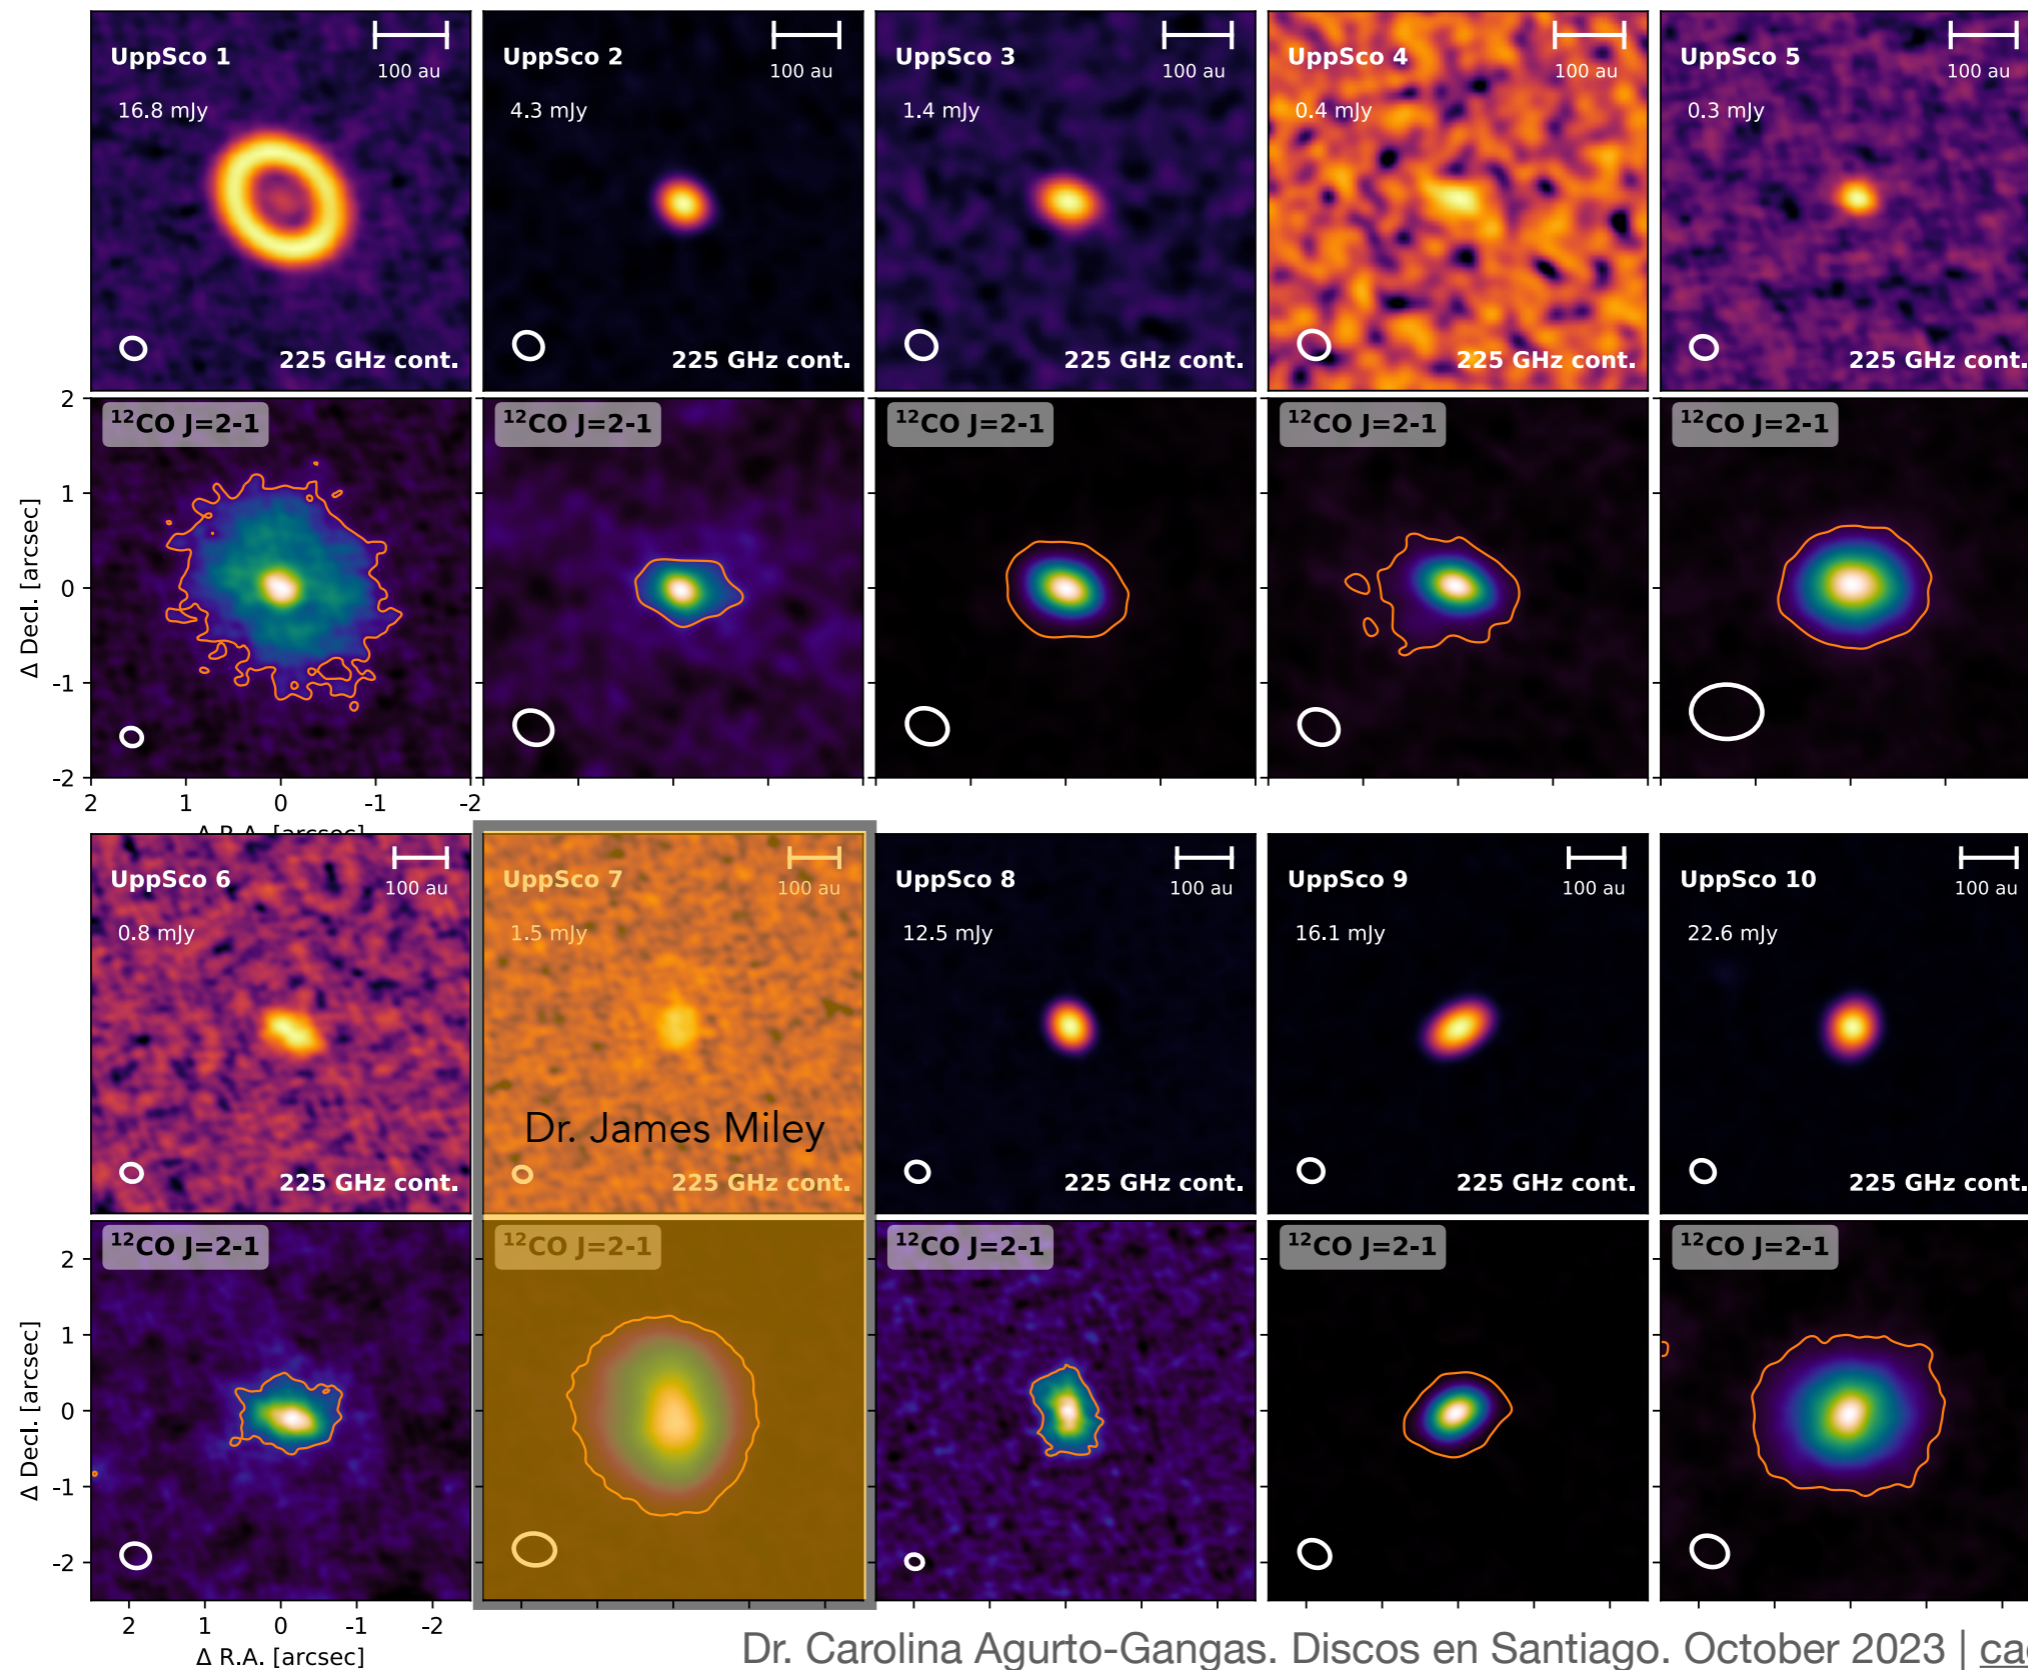 UppSco 1
100 au
16.8 mJy
225 GHz cont.
UppSco 2
100 au
4.3 mJy
225 GHz cont.
UppSco 3
100 au
1.4 mJy
225 GHz cont.
UppSco 4
100 au
0.4 mJy
225 GHz cont.
UppSco 5
100 au
0.3 mJy
225 GHz cont.
¹²CO J=2-1
¹²CO J=2-1
¹²CO J=2-1
¹²CO J=2-1
¹²CO J=2-1
2
1
0
-1
-2
Δ Decl. [arcsec]
2 1 0 -1 -2
Δ R.A. [arcsec]
UppSco 6
100 au
0.8 mJy
225 GHz cont.
UppSco 7
100 au
1.5 mJy
Dr. James Miley
225 GHz cont.
UppSco 8
100 au
12.5 mJy
225 GHz cont.
UppSco 9
100 au
16.1 mJy
225 GHz cont.
UppSco 10
100 au
22.6 mJy
225 GHz cont.
¹²CO J=2-1
¹²CO J=2-1
¹²CO J=2-1
¹²CO J=2-1
¹²CO J=2-1
2
1
0
-1
-2
Δ Decl. [arcsec]
2 1 0 -1 -2
Δ R.A. [arcsec]
Dr. Carolina Agurto-Gangas. Discos en Santiago. October 2023 |